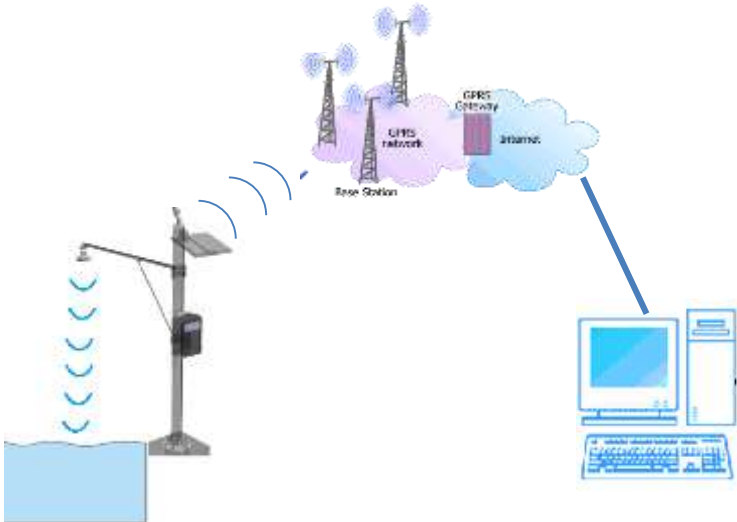 GPRS
Gateway
GPRS
network
Internet
Base Station